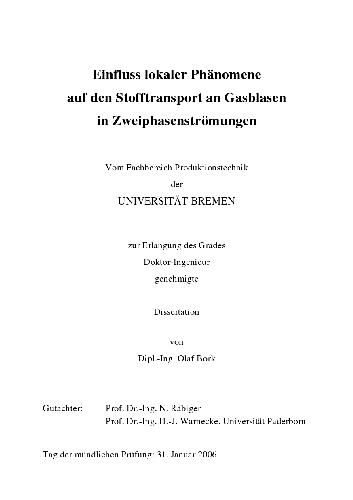 Einfluss lokaler Phänomene
auf den Stofftransport an Gasblasen
in Zweiphasenströmungen
Vom Fachbereich Produktionstechnik
der
UNIVERSITÄT BREMEN
zur Erlangung des Grades
Doktor-Ingenieur
genehmigte
Dissertation
von
Dipl.-Ing. Olaf Bork
Gutachter: Prof. Dr.-Ing. N. Räbiger
Prof. Dr.-Ing. H.-J. Warnecke, Universität Paderborn
Tag der mündlichen Prüfung: 31. Januar 2006